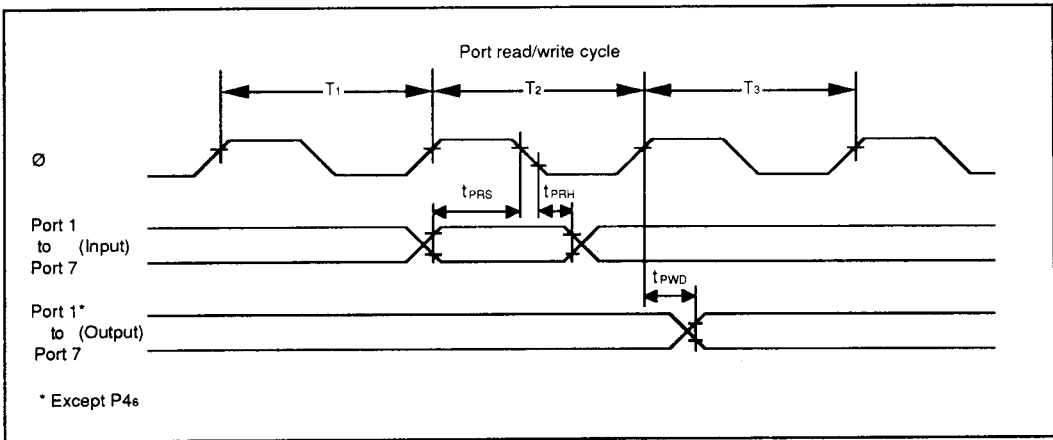 Port read/write cycle
T1 T2 T3
Ø
tPRS tPRH
Port 1
to (Input)
Port 7
tPWD
Port 1*
to (Output)
Port 7
* Except P46